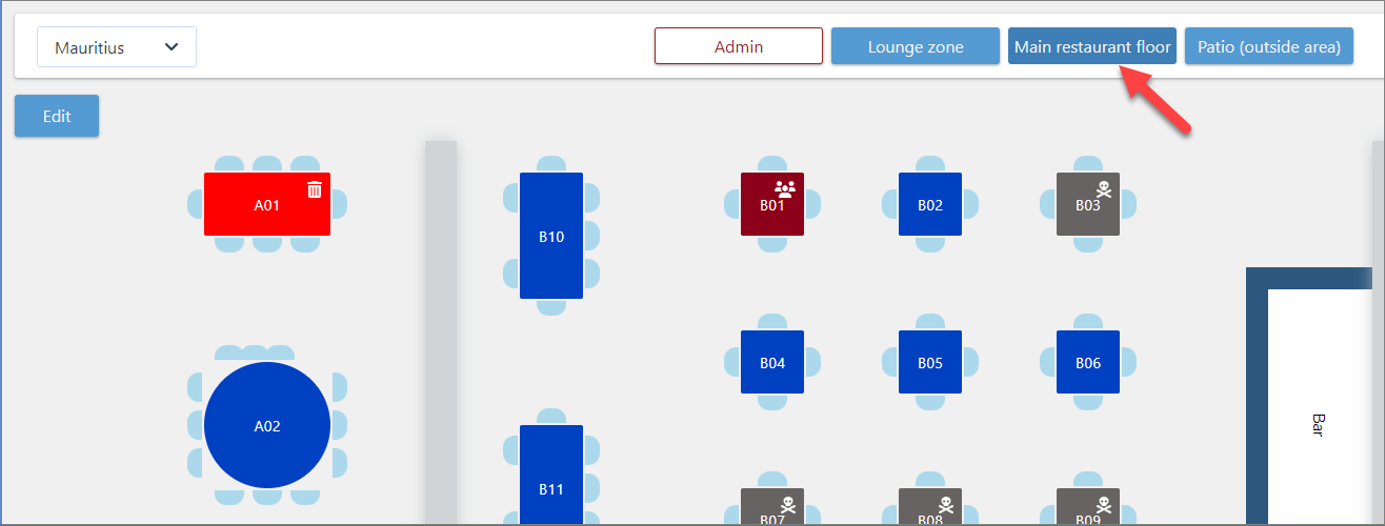 Mauritius
Admin
Lounge zone
Main restaurant floor
Patio (outside area)
Edit
A01
B10
B01
B02
B03
B04
B05
B06
A02
Bar
B11
B07
B08
B09